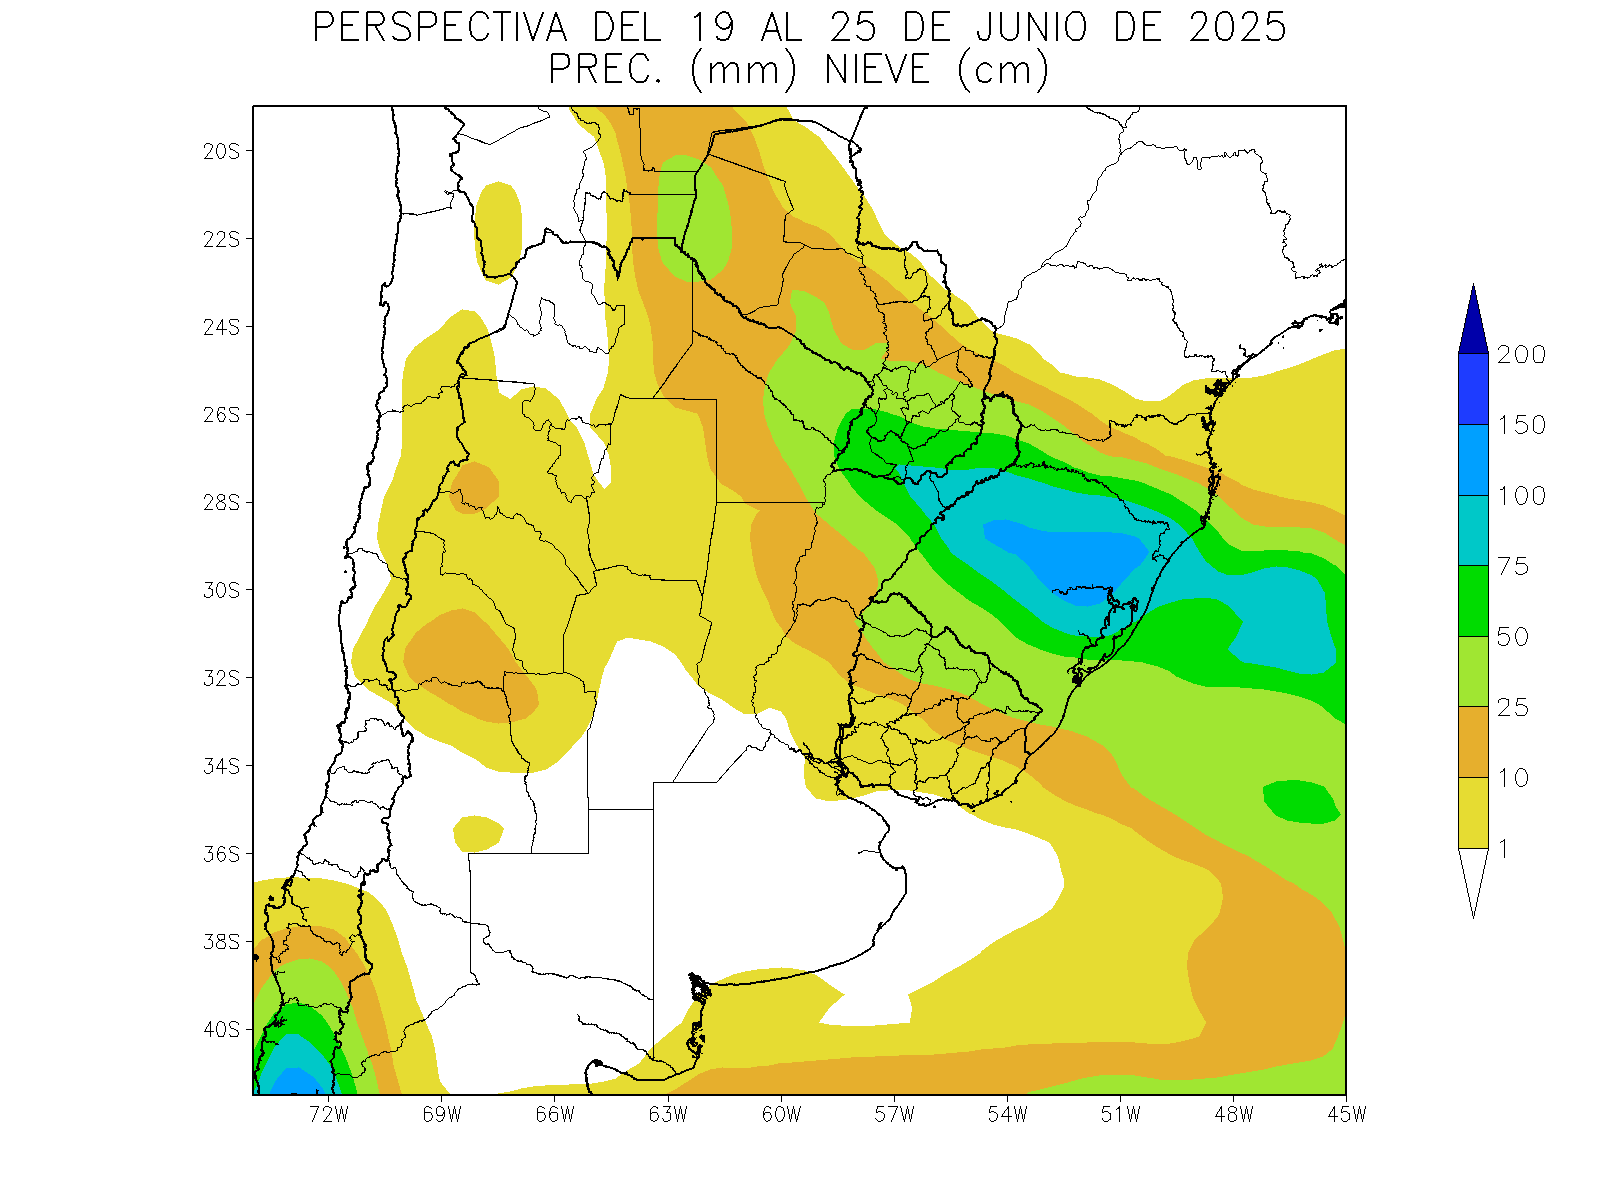 PERSPECTIVA DEL 19 AL 25 DE JUNIO DE 2025
PREC. (mm) NIEVE (cm)
20S
22S
24S
26S
28S
30S
32S
34S
36S
38S
40S
72W 69W 66W 63W 60W 57W 54W 51W 48W 45W
200
150
100
75
50
25
10
1